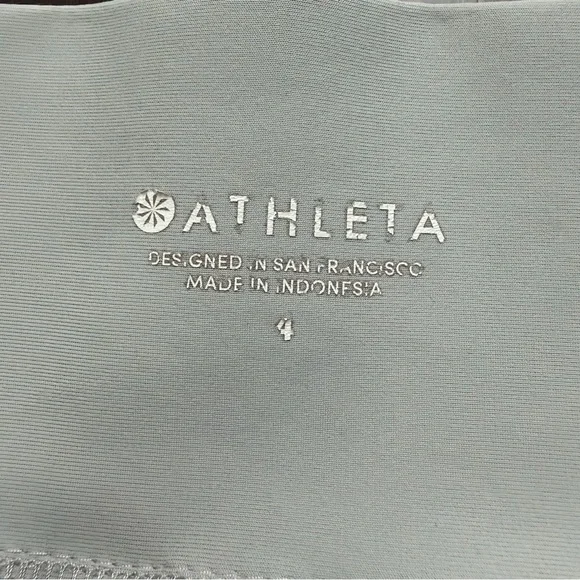 ATHLETA
DESIGNED IN SAN FRANCISCO
MADE IN INDONESIA
4